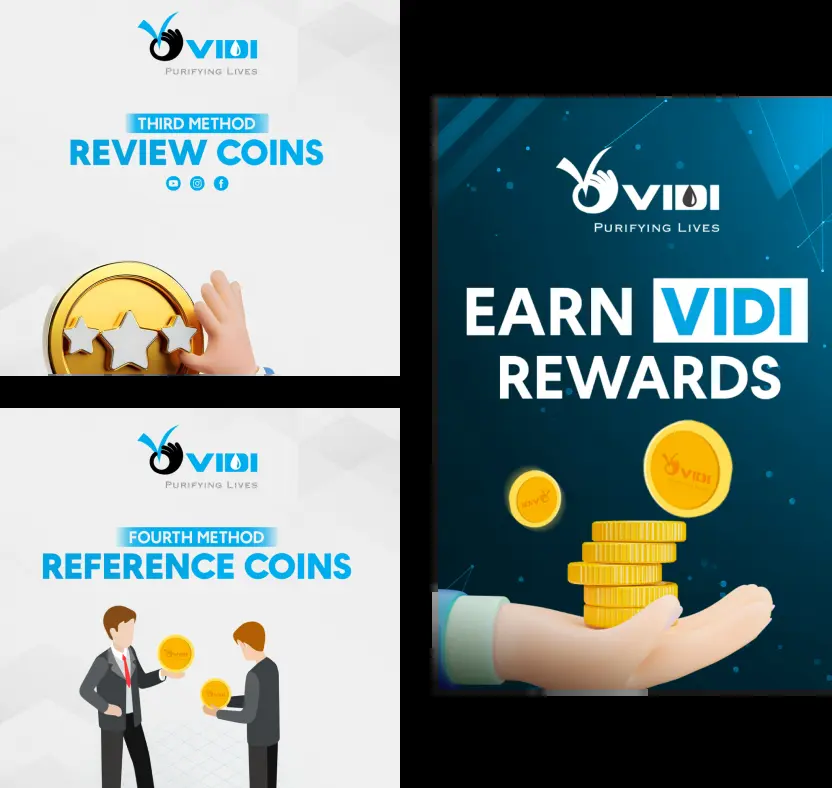 VIDI
PURIFYING LIVES
THIRD METHOD
REVIEW COINS
VIDI
PURIFYING LIVES
FOURTH METHOD
REFERENCE COINS
VIDI
PURIFYING LIVES
EARN VIDI
REWARDS
VIDI
VIDI